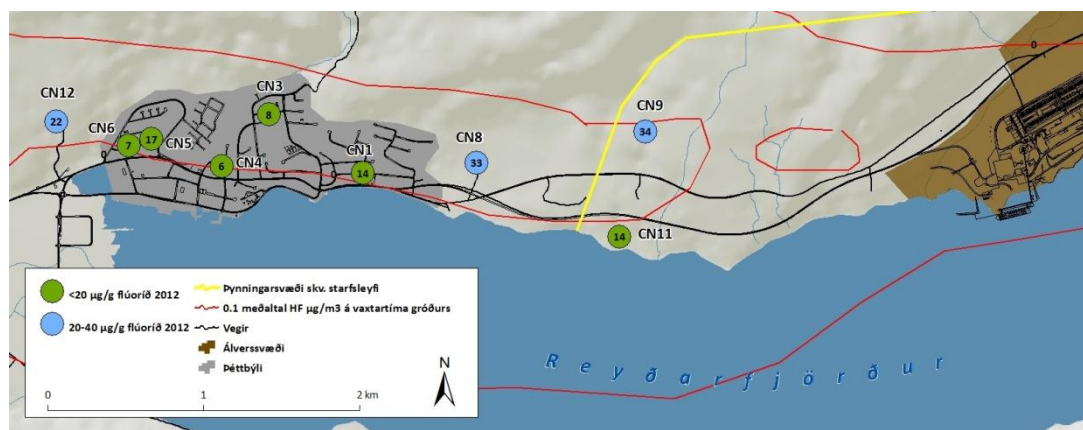 CN12
22
CN6
7
17
CN5
CN3
8
6
CN4
CN1
14
CN8
33
CN9
34
14
CN11
0
<20 µg/g flúoríð 2012
20-40 µg/g flúoríð 2012
Þynningarsvæði skv. starfsleyfi
0.1 meðaltal HF µg/m3 á vaxtartíma gróðurs
Vegir
Álverssvæði
Þéttbýli
N
0 1 2 km
Reyðarfjörður